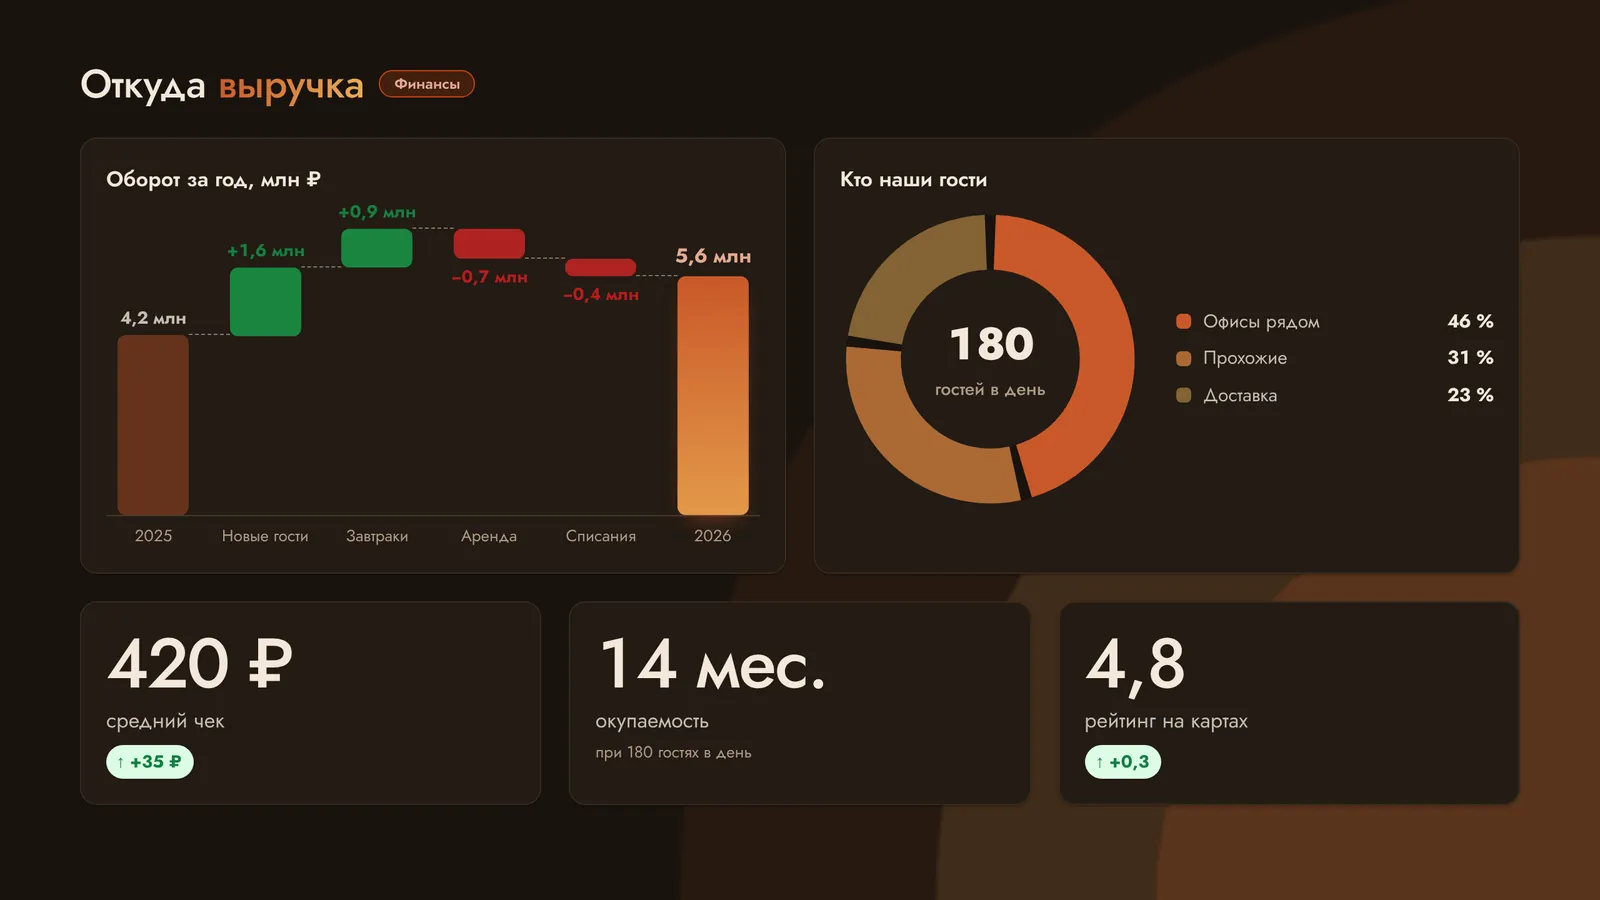 Откуда выручка
Финансы
Оборот за год, млн ₽
+0,9 млн
+1,6 млн
5,6 млн
−0,7 млн
−0,4 млн
4,2 млн
2025
Новые гости
Завтраки
Аренда
Списания
2026
Кто наши гости
180
гостей в день
Офисы рядом 46 %
Прохожие 31 %
Доставка 23 %
420 ₽
средний чек
↑ +35 ₽
14 мес.
окупаемость
при 180 гостях в день
4,8
рейтинг на картах
↑ +0,3